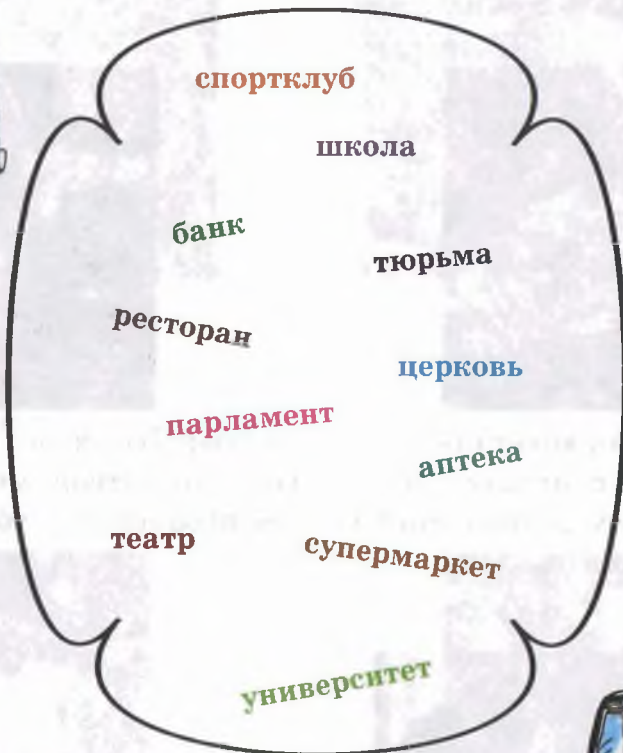 спортклуб
школа
банк
тюрьма
ресторан
церковь
парламент
аптека
театр
супермаркет
университет